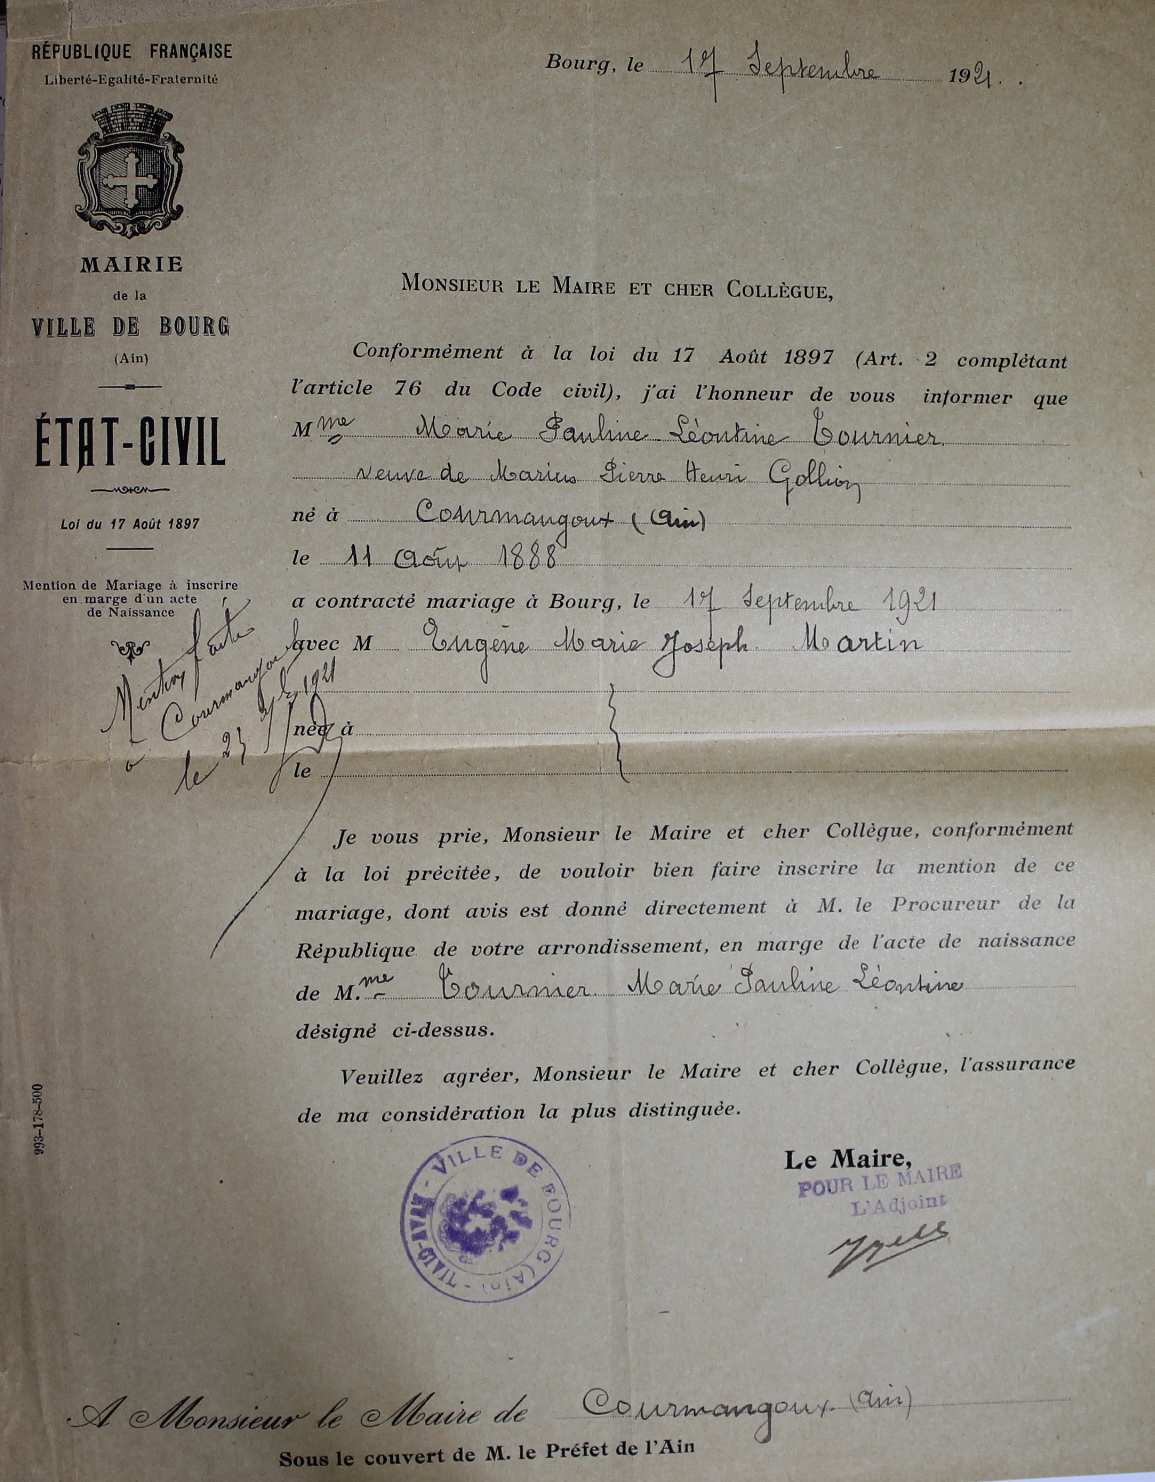 RÉPUBLIQUE FRANÇAISE
Liberté-Egalité-Fraternité
MAIRIE
de la
VILLE DE BOURG
(Ain)
ÉTAT-CIVIL
Loi du 17 Août 1897
Mention de Mariage à inscrire
en marge d'un acte
de Naissance
Mention faite
à Courmangoux
le 23 1921
993-178-500
Bourg, le 17 Septembre 1921.
MONSIEUR LE MAIRE ET CHER COLLÈGUE,
Conformément à la loi du 17 Août 1897 (Art. 2 complétant
l'article 76 du Code civil), j'ai l'honneur de vous informer que
Mme Marie Pauline Léontine Tournier
veuve de Marius Pierre Henri Gollion
né à Courmangoux (Ain)
le 11 Août 1888
a contracté mariage à Bourg, le 17 Septembre 1921
avec M Eugène Marie Joseph Martin
née à
le
Je vous prie, Monsieur le Maire et cher Collègue, conformément
à la loi précitée, de vouloir bien faire inscrire la mention de ce
mariage, dont avis est donné directement à M. le Procureur de la
République de votre arrondissement, en marge de l'acte de naissance
de M.me Tournier Marie Pauline Léontine
désigné ci-dessus.
Veuillez agréer, Monsieur le Maire et cher Collègue, l'assurance
de ma considération la plus distinguée.
Le Maire,
POUR LE MAIRE
L'Adjoint
VILLE DE BOURG (Ain) - ÉTAT-CIVIL -
A Monsieur le Maire de Courmangoux (Ain)
Sous le couvert de M. le Préfet de l'Ain